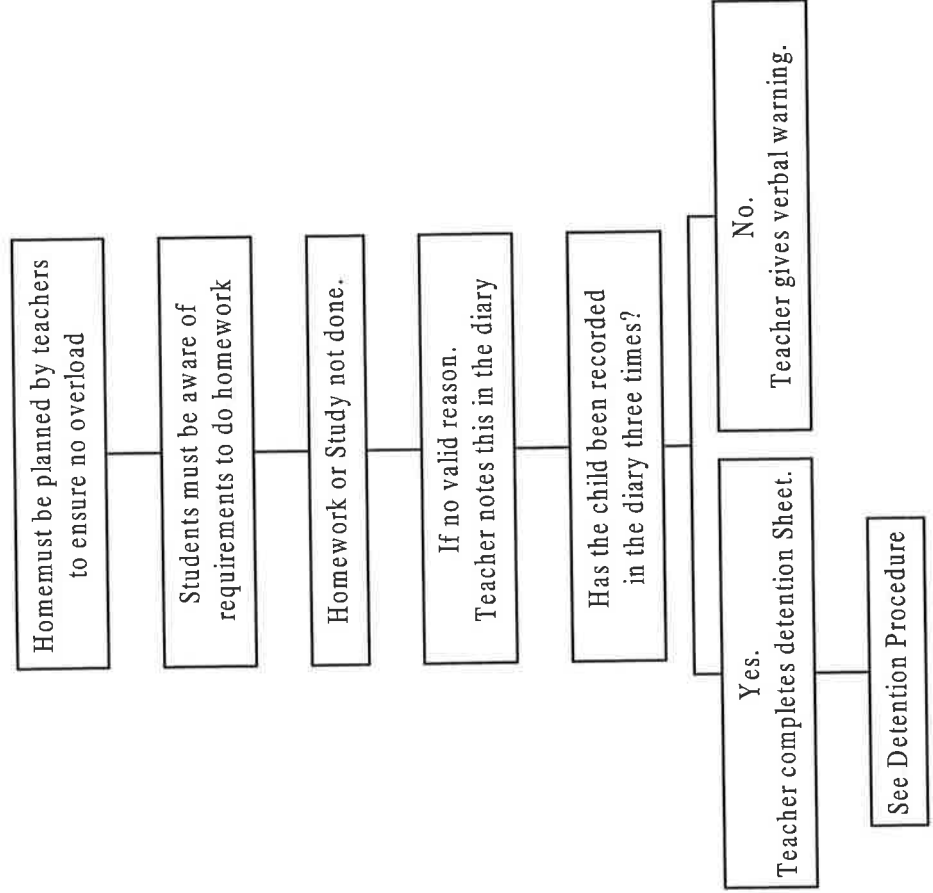 Homemust be planned by teachers
to ensure no overload
Students must be aware of
requirements to do homework
Homework or Study not done.
If no valid reason.
Teacher notes this in the diary
Has the child been recorded
in the diary three times?
Yes.
Teacher completes detention Sheet.
No.
Teacher gives verbal warning.
See Detention Procedure